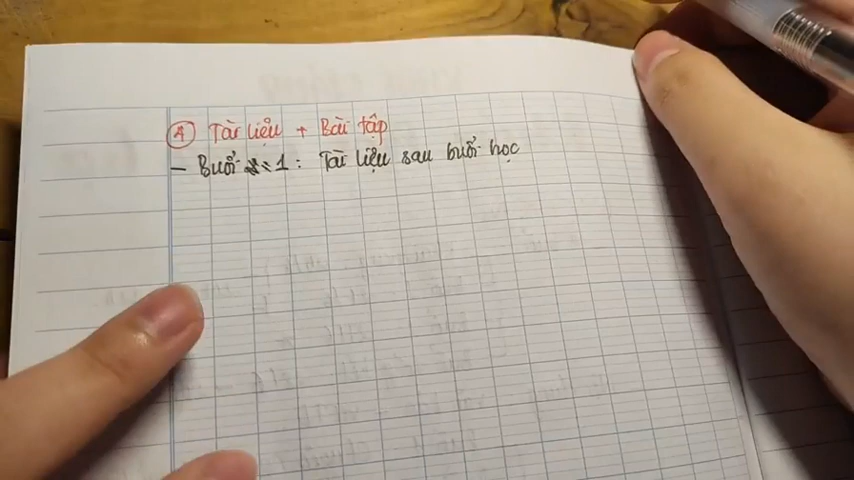 ④ Tài liệu + Bài tập
- Buổi 1: Tài liệu sau buổi học